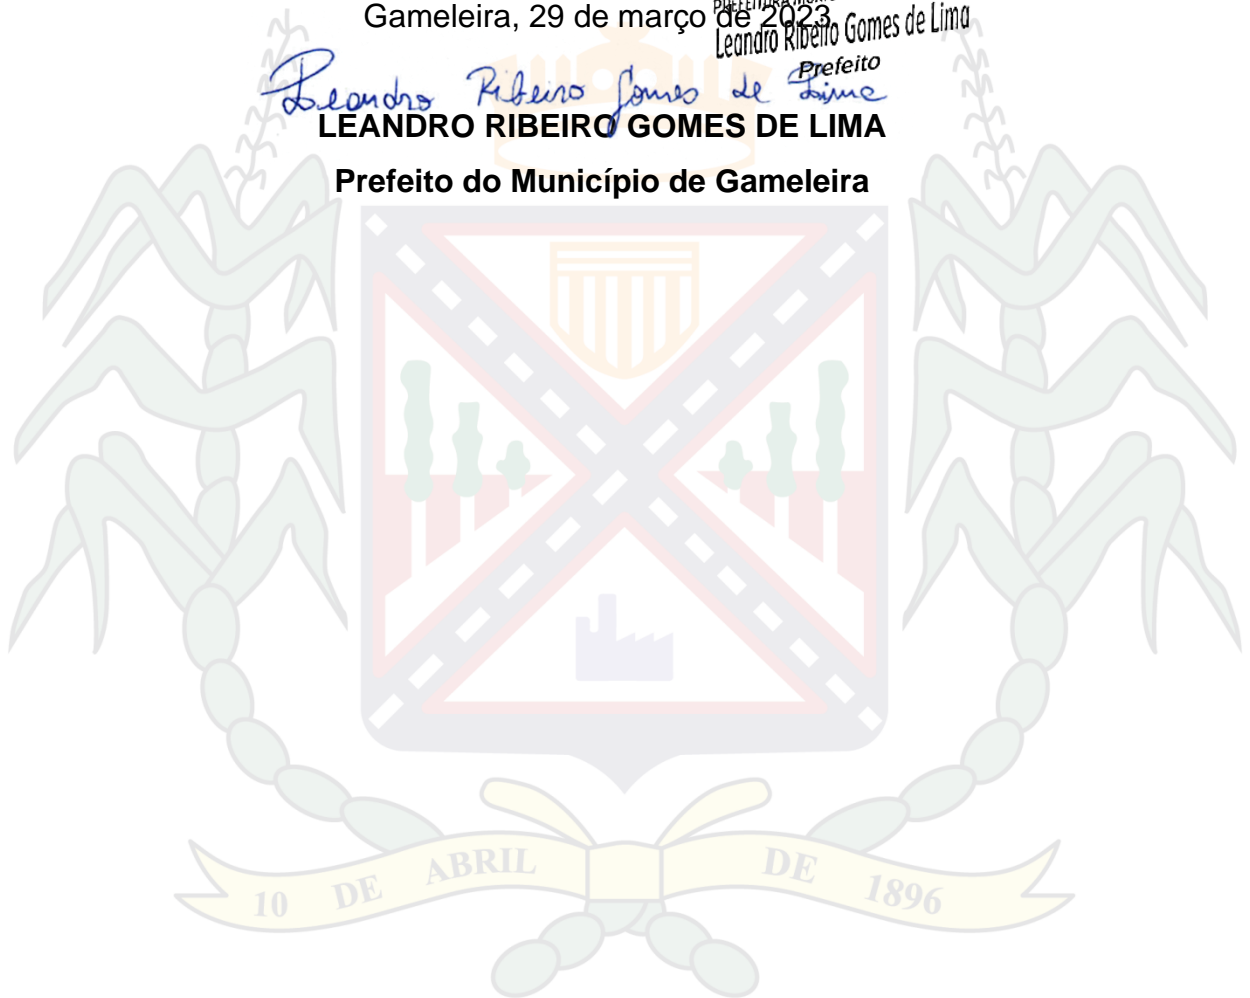 Gameleira, 29 de março de 2023.
PREFEITURA
Leandro Ribeiro Gomes de Lima
Prefeito
Leandro Ribeiro Gomes de Lima
LEANDRO RIBEIRO GOMES DE LIMA
Prefeito do Município de Gameleira
10 DE ABRIL DE 1896